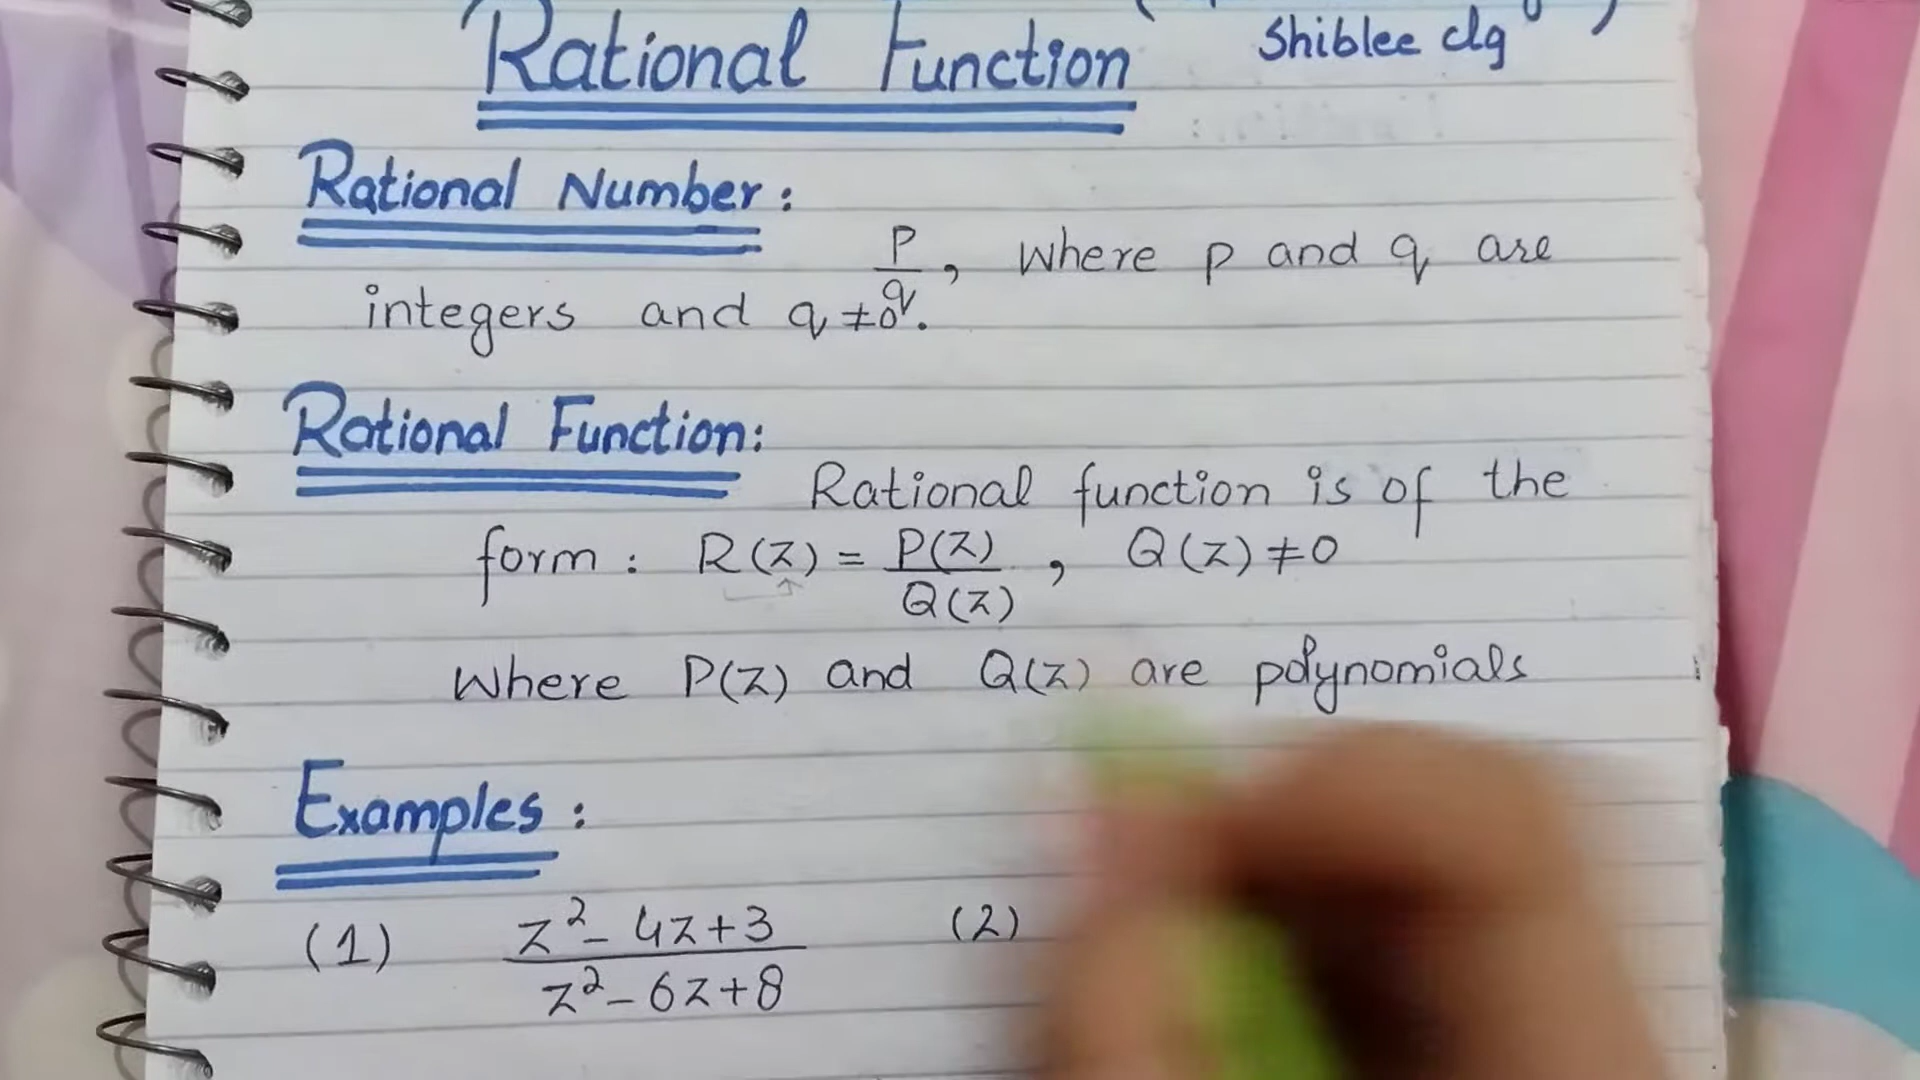 Rational Function
Shiblee clg )
Rational Number:
P/q, where p and q are
integers and q ≠ 0.
Rational Function:
Rational function is of the
form: R(z) = P(z)/Q(z), Q(z) ≠ 0
Where P(z) and Q(z) are polynomials
Examples:
(1) z² - 4z + 3 / z² - 6z + 8 (2)